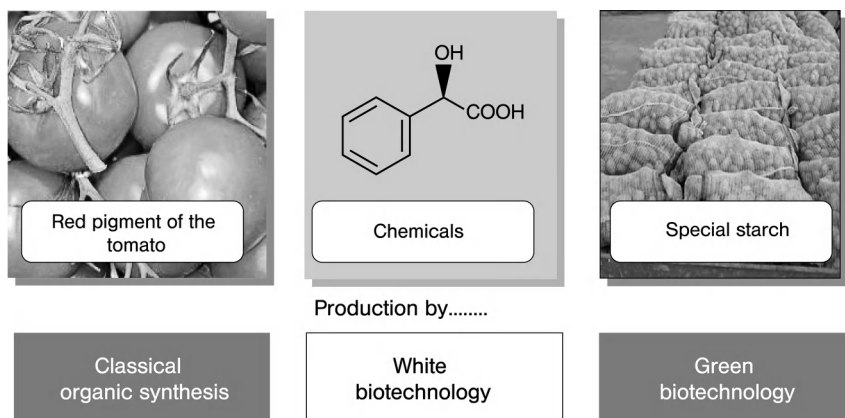 OH
COOH
Red pigment of the
tomato
Chemicals
Special starch
Production by........
Classical
organic synthesis
White
biotechnology
Green
biotechnology